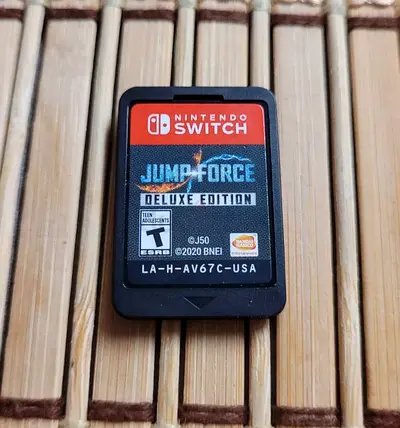 NINTENDO
SWITCH
JUMP FORCE
DELUXE EDITION
TEEN
ADOLESCENTS
T
ESRB
©J50
©2020 BNEI
BANDAI
NAMCO
LA-H-AV67C-USA